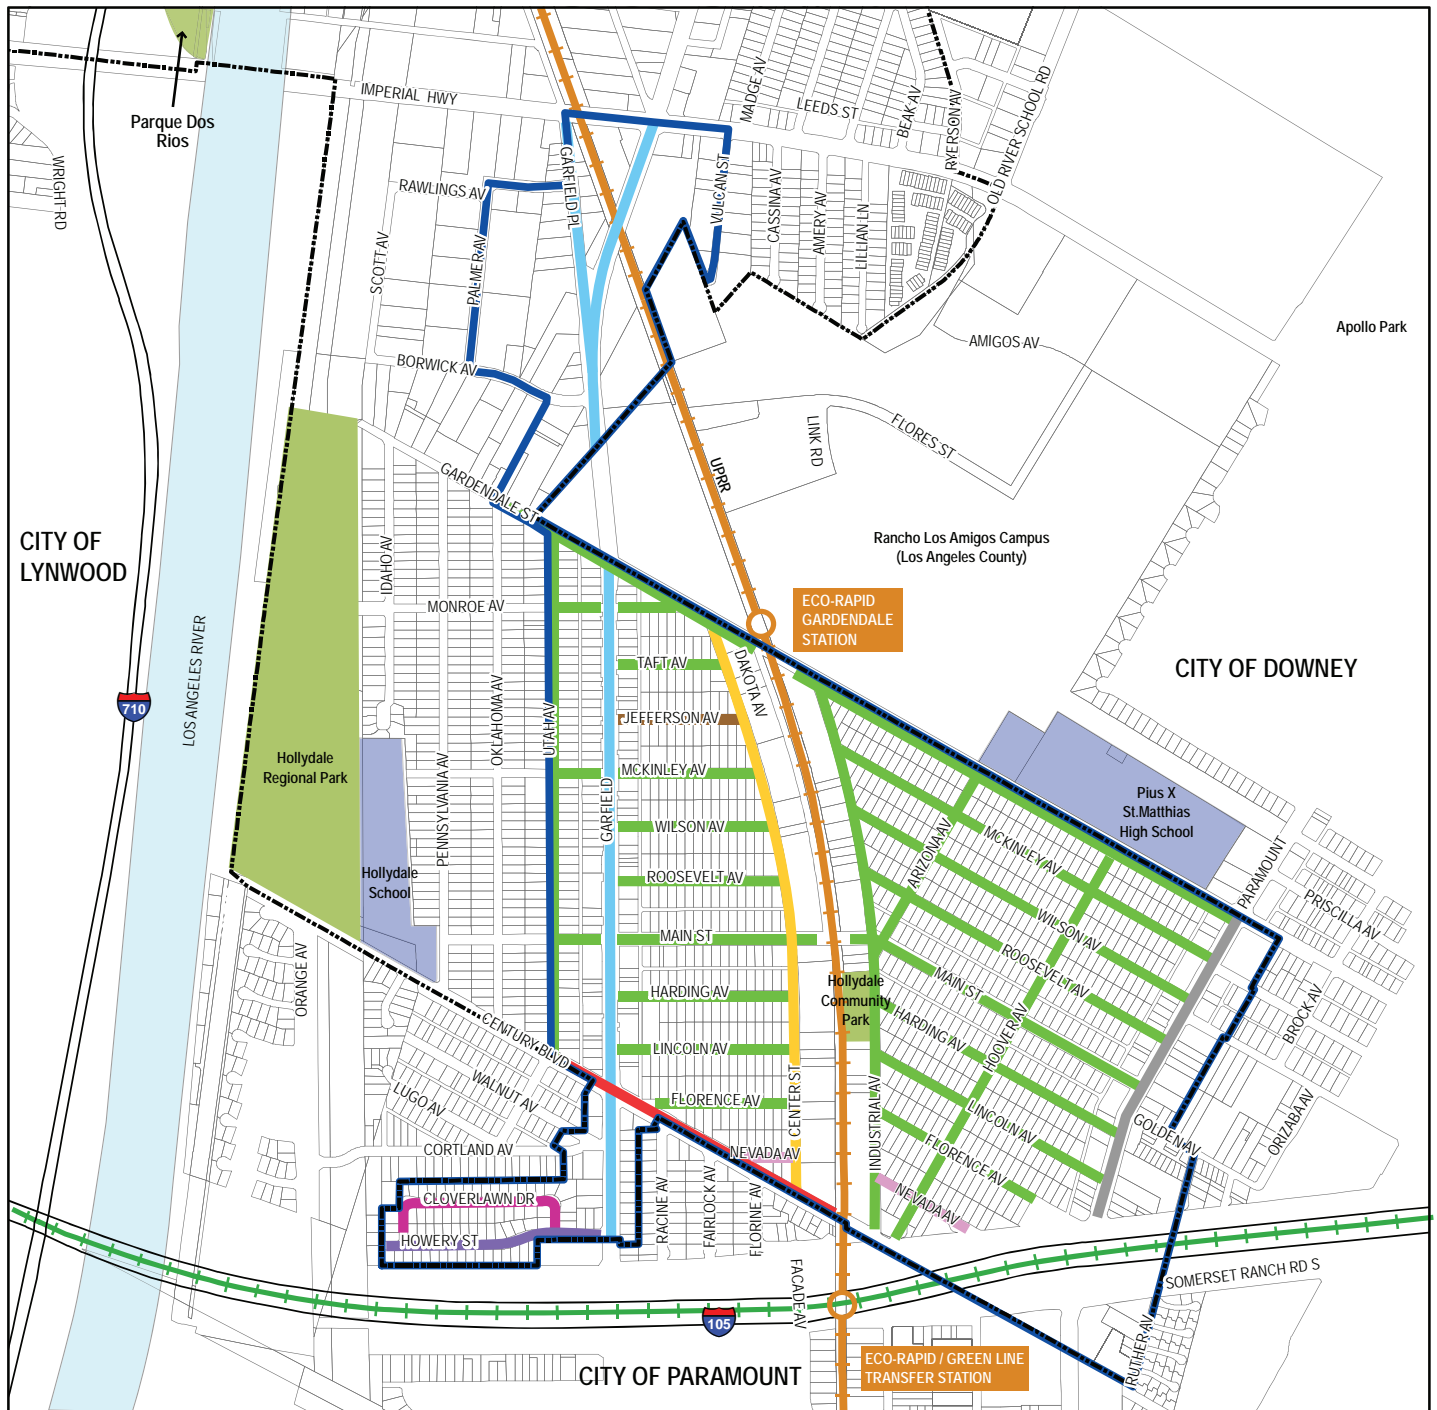 Parque Dos
Rios
WRIGHT RD
IMPERIAL HWY
MADGE AV
LEEDS ST
BEAK AV
RYERSON AV
OLD RIVER SCHOOL RD
RAWLINGS AV
GARFIELD PL
VULCAN ST
CASSINA AV
AMERY AV
LILLIAN LN
SCOTT AV
PALMER AV
BORWICK AV
AMIGOS AV
Apollo Park
LINK RD
FLORES ST
UPRR
GARDENDALE ST
CITY OF
LYNWOOD
Rancho Los Amigos Campus
(Los Angeles County)
IDAHO AV
MONROE AV
ECO-RAPID
GARDENDALE
STATION
LOS ANGELES RIVER
TAFT AV
DAKOTA AV
CITY OF DOWNEY
710
OKLAHOMA AV
UTAH AV
JEFFERSON AV
Hollydale
Regional Park
PENNSYLVANIA AV
MCKINLEY AV
GARFIELD
Pius X
St.Matthias
High School
WILSON AV
ARIZONA AV
MCKINLEY AV
PARAMOUNT
Hollydale
School
ROOSEVELT AV
WILSON AV
PRISCILLA AV
MAIN ST
ROOSEVELT AV
ORANGE AV
HARDING AV
Hollydale
Community
Park
MAIN ST
HARDING AV
HOOVER AV
BROCK AV
CENTURY BLVD
LINCOLN AV
WALNUT AV
LUGO AV
FLORENCE AV
CENTER ST
INDUSTRIAL AV
LINCOLN AV
GOLDEN AV
ORIZABA AV
CORTLAND AV
NEVADA AV
FLORENCE AV
CLOVERLAWN DR
RACINE AV
FAIRLOCK AV
FLORINE AV
NEVADA AV
HOWERY ST
FACADE AV
SOMERSET RANCH RD S
105
RUTHER AV
CITY OF PARAMOUNT
ECO-RAPID / GREEN LINE
TRANSFER STATION